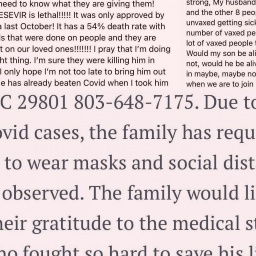 need to know what they are giving them!
ESEVIR is lethal!!!!!! It was only approved by
last October! It has a 54% death rate with
ls that were done on people and they are
t on our loved ones!!!!!!! I pray that I'm doing
ht thing. I'm sure they were killing him in
I only hope I'm not too late to bring him out
e has already beaten Covid when I took him
strong, My husband
and the other 8 peo
unvaxed getting sick
number of vaxed pe
lot of vaxed people
Would my son be ali
not, would he be aliv
in maybe, maybe no
when we are to join
C 29801 803-648-7175. Due to
ovid cases, the family has requ
to wear masks and social dist
observed. The family would li
heir gratitude to the medical st
ho fought so hard to save his li